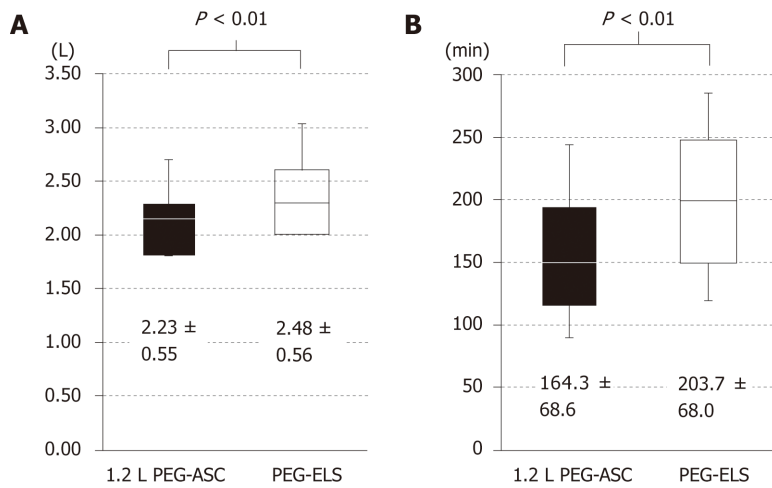 A
P < 0.01
(L)
3.50
3.00
2.50
2.00
1.50
1.00
0.50
0.00
2.23 ±
0.55
2.48 ±
0.56
1.2 L PEG-ASC
PEG-ELS
B
P < 0.01
(min)
300
250
200
150
100
50
0
164.3 ±
68.6
203.7 ±
68.0
1.2 L PEG-ASC
PEG-ELS